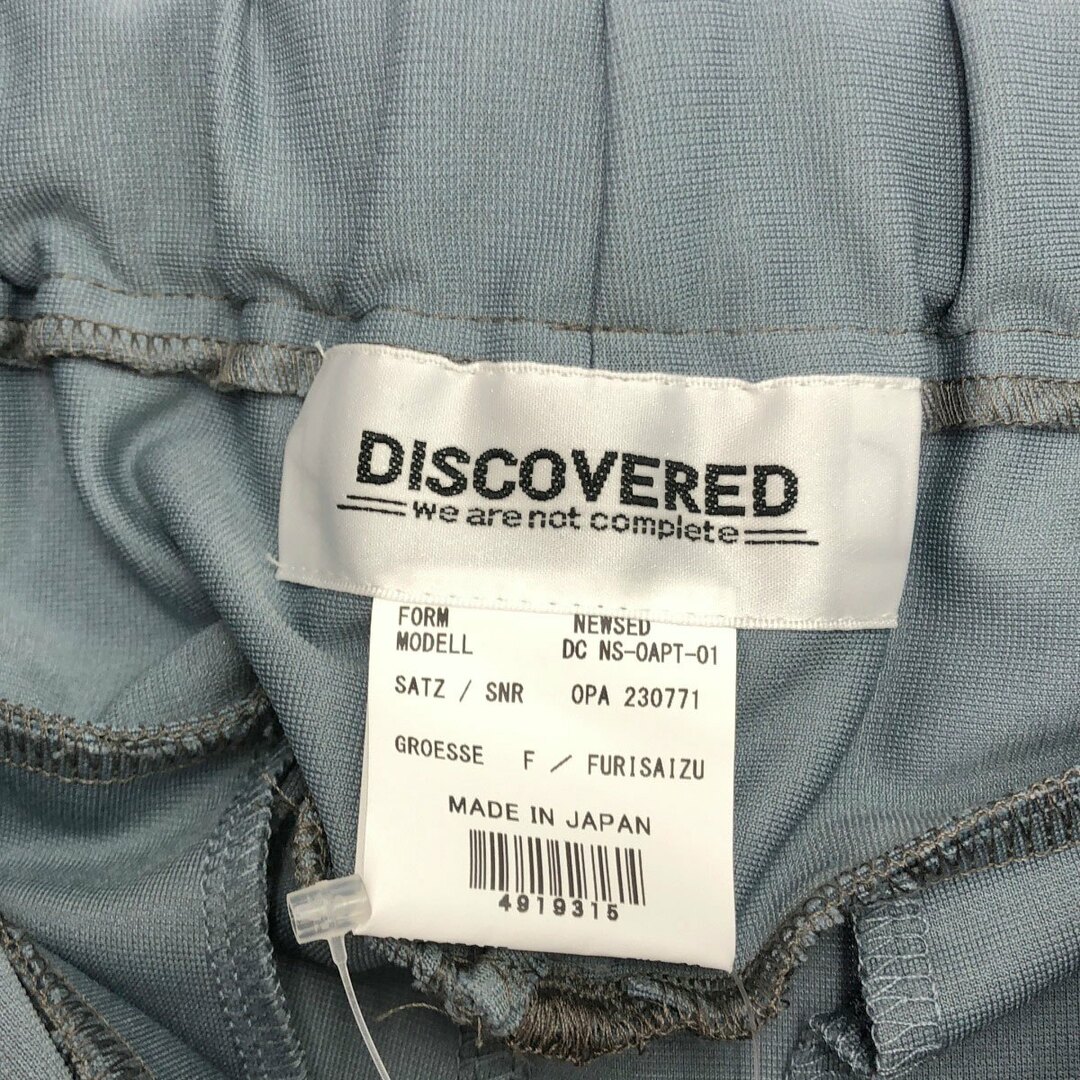 DISCOVERED
we are not complete
FORM NEWSED
MODELL DC NS-OAPT-01
SATZ / SNR OPA 230771
GROESSE F / FURISAIZU
MADE IN JAPAN
4919315